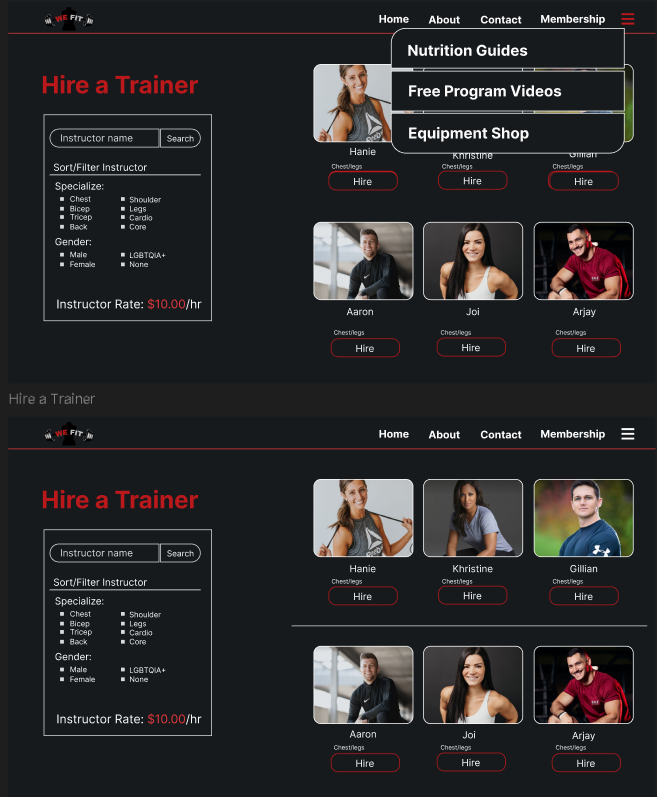 WE FIT
Home About Contact Membership
Nutrition Guides
Free Program Videos
Equipment Shop
Hire a Trainer
Instructor name Search
Sort/Filter Instructor
Specialize:
Chest Shoulder
Bicep Legs
Tricep Cardio
Back Core
Gender:
Male LGBTQIA+
Female None
Instructor Rate: $10.00/hr
Hanie Khristine Gillian
Chest/legs Chest/legs Chest/legs
Hire Hire Hire
Aaron Joi Arjay
Chest/legs Chest/legs Chest/legs
Hire Hire Hire
Hire a Trainer
WE FIT
Home About Contact Membership
Hire a Trainer
Instructor name Search
Sort/Filter Instructor
Specialize:
Chest Shoulder
Bicep Legs
Tricep Cardio
Back Core
Gender:
Male LGBTQIA+
Female None
Instructor Rate: $10.00/hr
Hanie Khristine Gillian
Chest/legs Chest/legs Chest/legs
Hire Hire Hire
Aaron Joi Arjay
Chest/legs Chest/legs Chest/legs
Hire Hire Hire